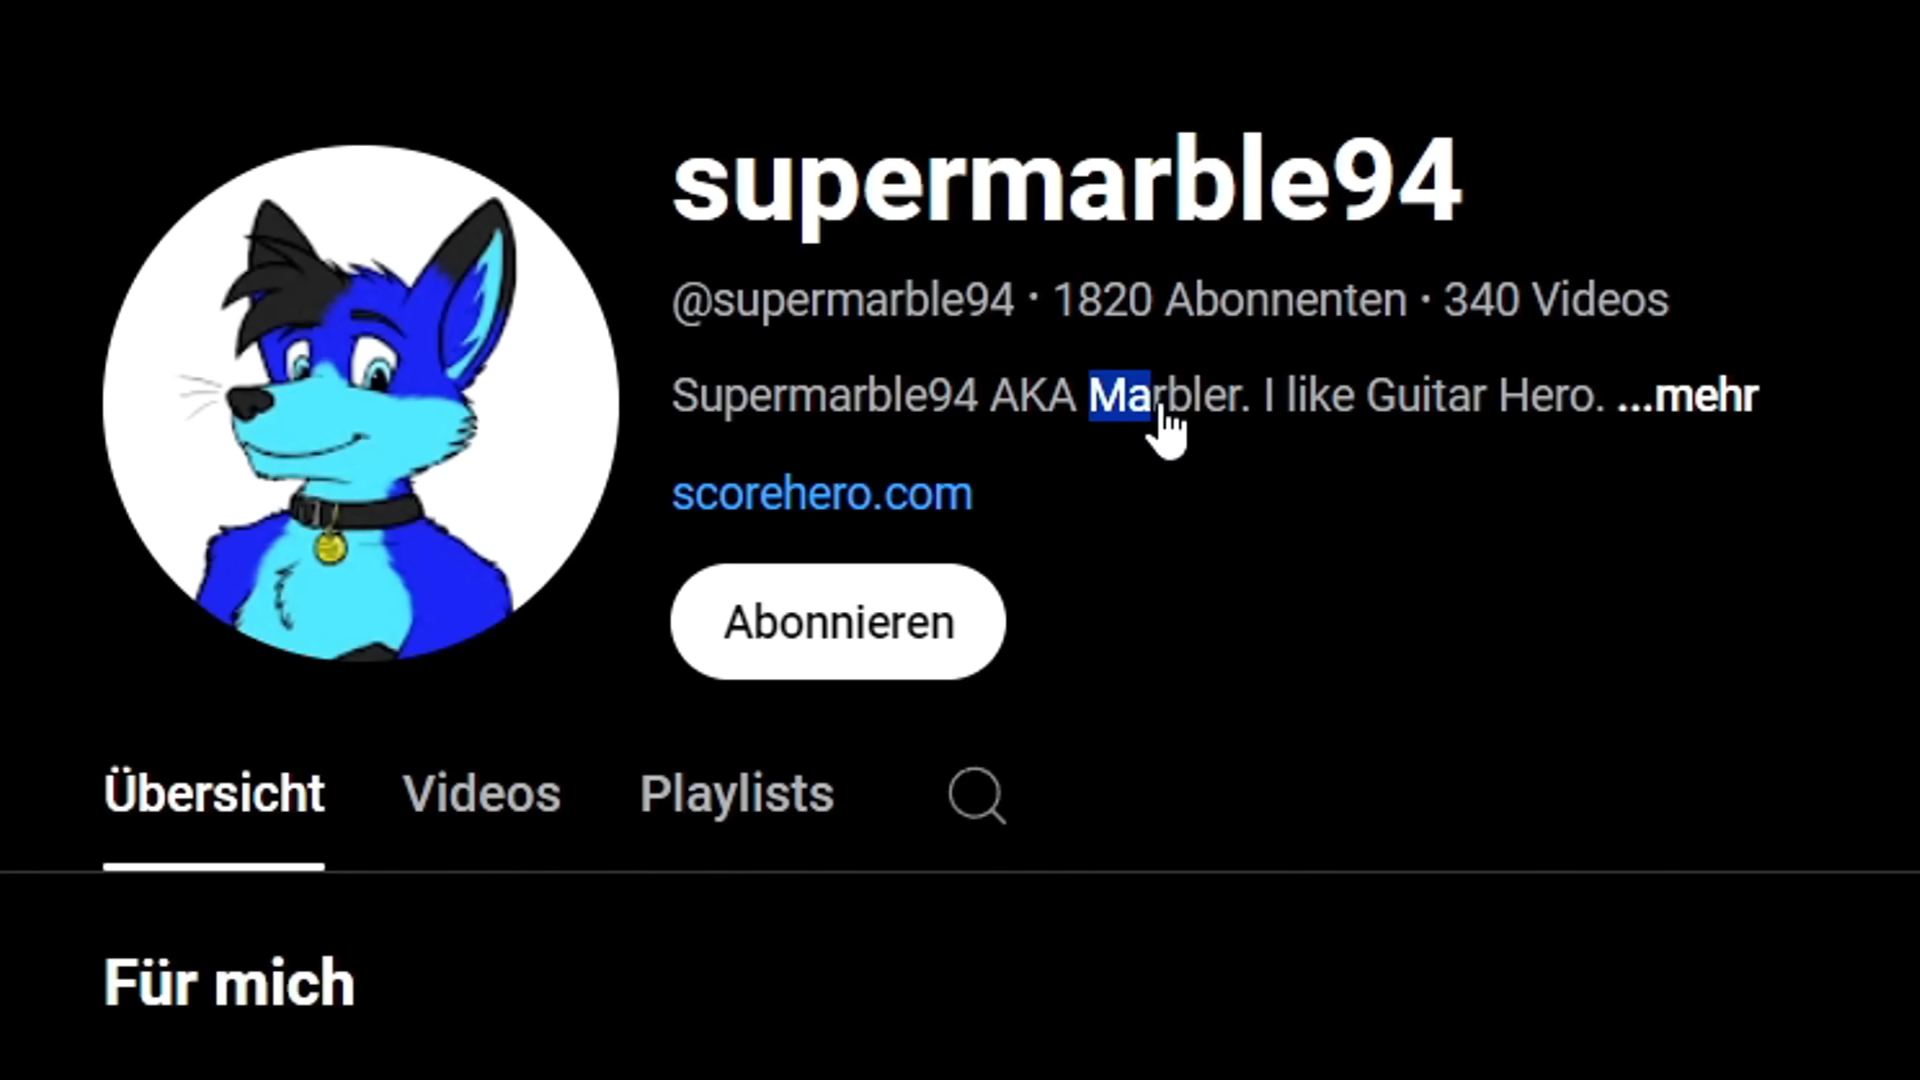 supermarble94
@supermarble94 · 1820 Abonnenten · 340 Videos
Supermarble94 AKA Marbler. I like Guitar Hero. ...mehr
scorehero.com
Abonnieren
Übersicht Videos Playlists
Für mich